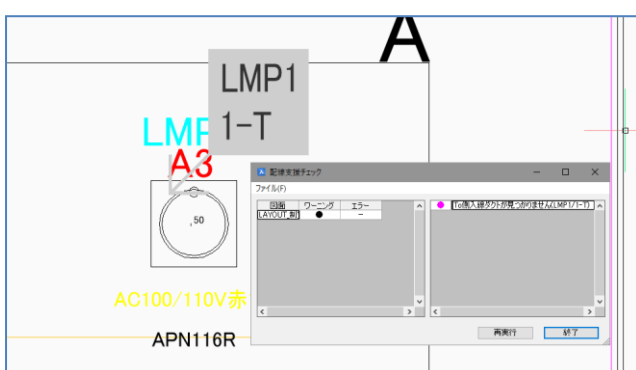 A
LMP1
1-T
LMP
A3
,50
AC100/110V赤
APN116R
配線支援チェック
ファイル(F)
図面 ワーニング エラー
LAYOUT_制 ● -
● To側入線ダクトが見つかりません(LMP1/1-T)
再実行 終了